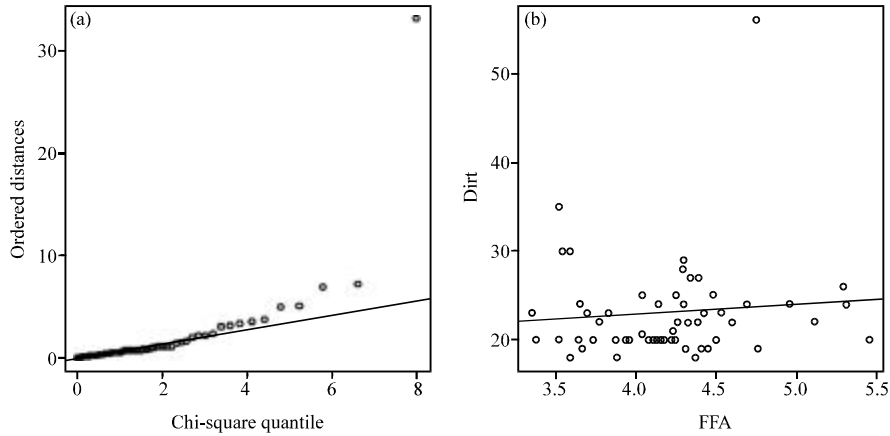 (a)
30
20
10
0
Ordered distances
0 2 4 6 8
Chi-square quantile
(b)
50
40
30
20
Dirt
3.5 4.0 4.5 5.0 5.5
FFA